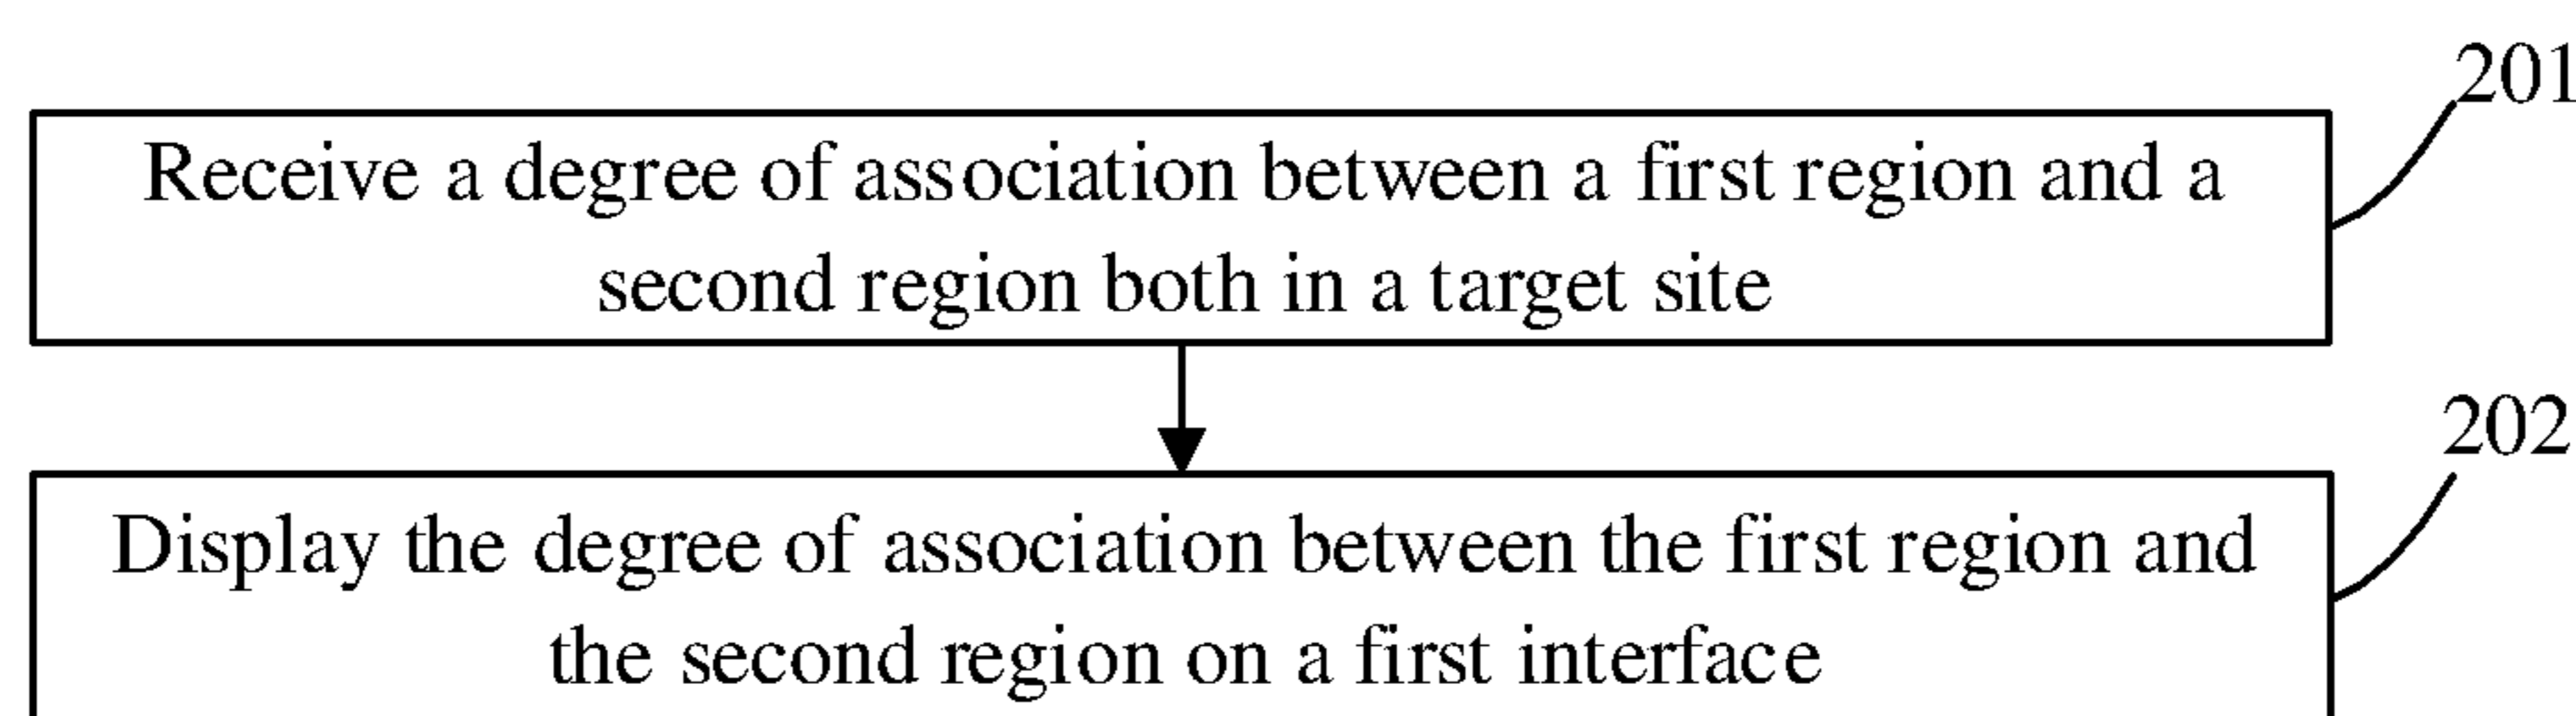 201
Receive a degree of association between a first region and a
second region both in a target site
202
Display the degree of association between the first region and
the second region on a first interface